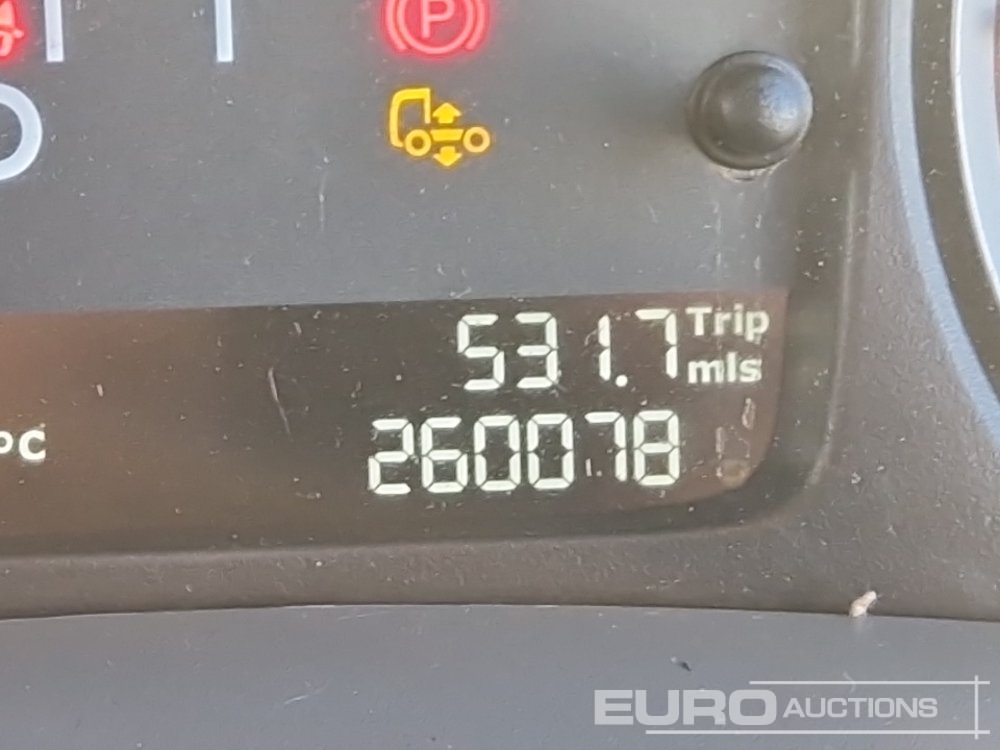 P
531.7 Trip
mls
°C
260078
EURO AUCTIONS